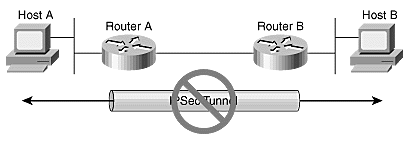 Host A
Host B
Router A
Router B
IPSec Tunnel